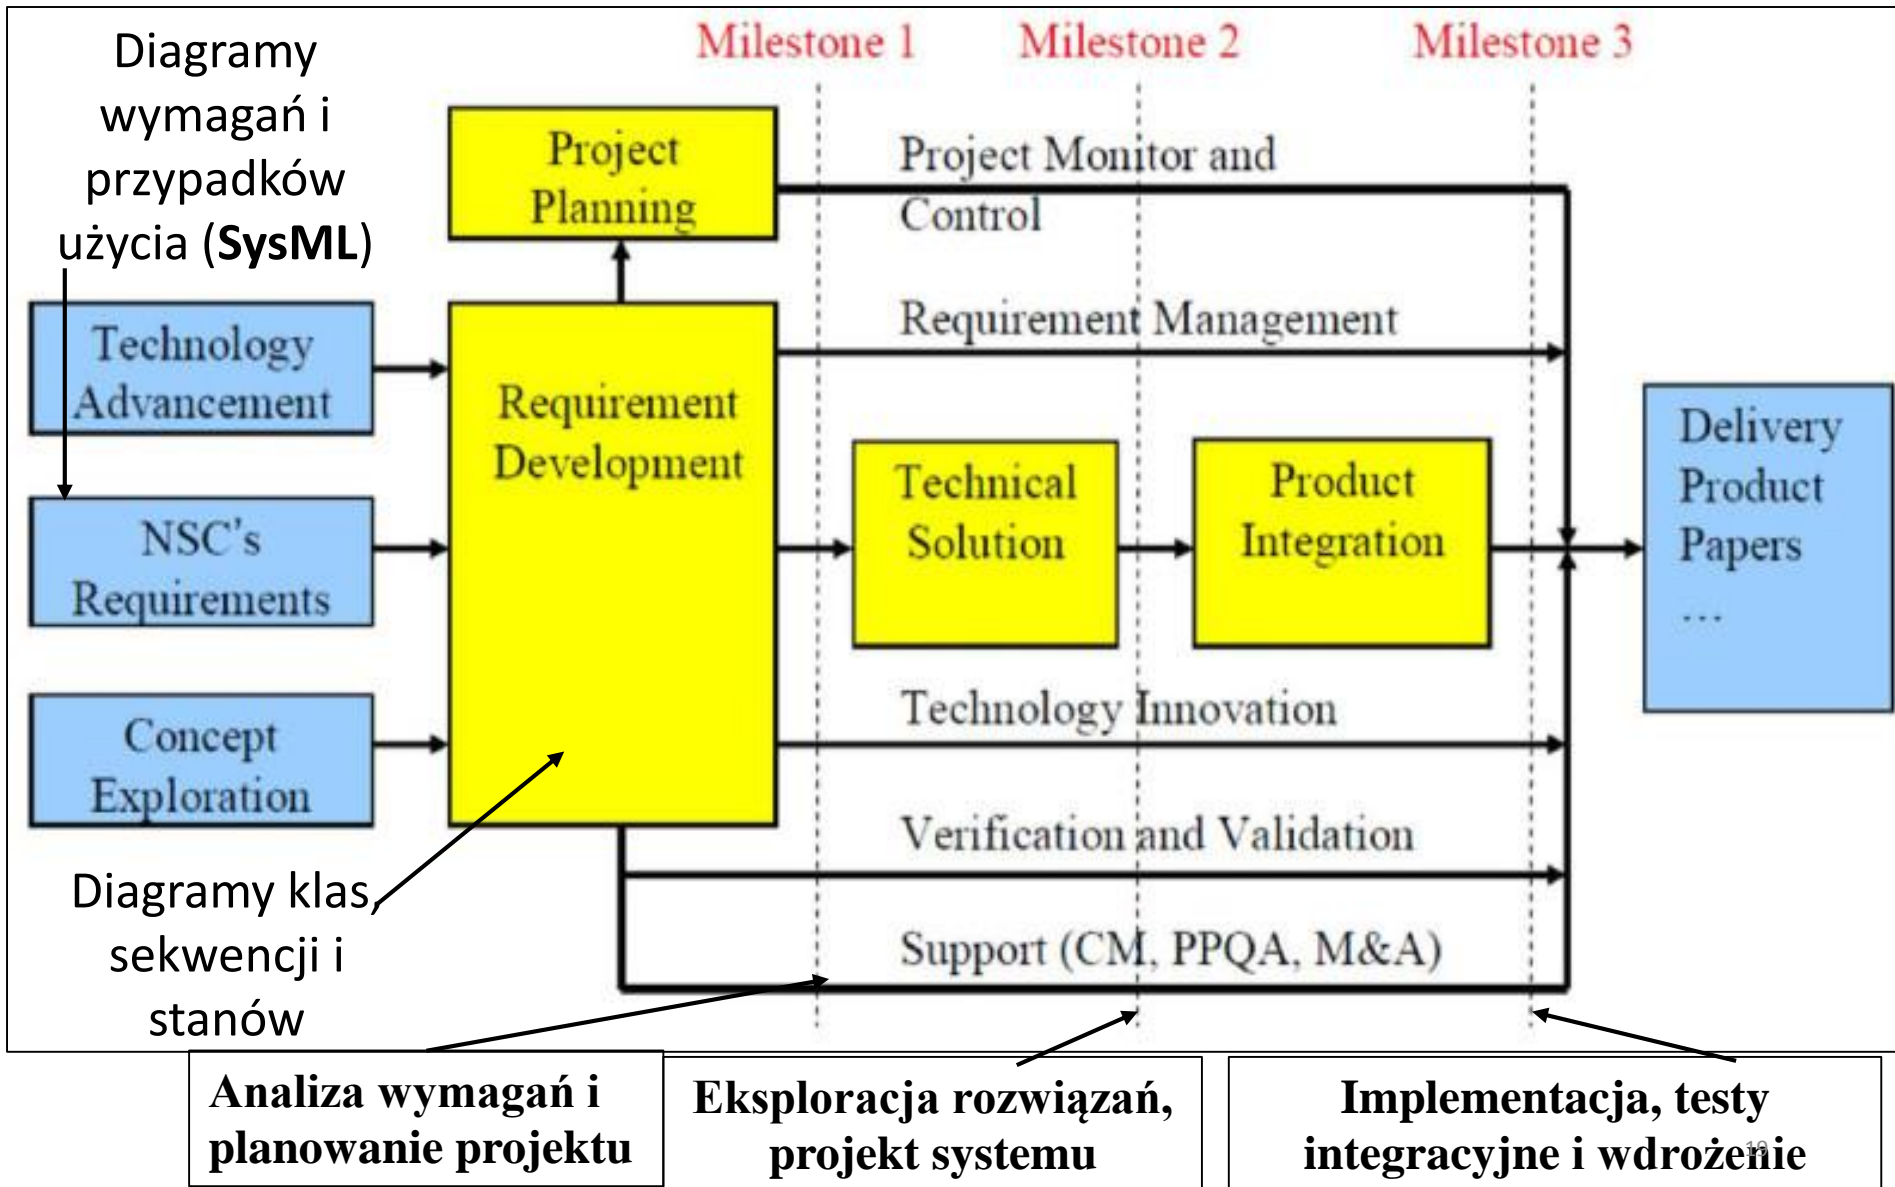 Diagramy
wymagań i
przypadków
użycia (SysML)
Milestone 1
Milestone 2
Milestone 3
Project
Planning
Project Monitor and
Control
Technology
Advancement
Requirement
Development
Requirement Management
NSC's
Requirements
Technical
Solution
Product
Integration
Delivery
Product
Papers
...
Concept
Exploration
Technology Innovation
Verification and Validation
Support (CM, PPQA, M&A)
Diagramy klas,
sekwencji i
stanów
Analiza wymagań i
planowanie projektu
Eksploracja rozwiązań,
projekt systemu
Implementacja, testy
integracyjne i wdrożenie
19